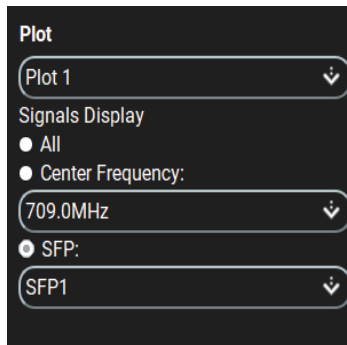 Plot
Plot 1
Signals Display
All
Center Frequency:
709.0MHz
SFP:
SFP1